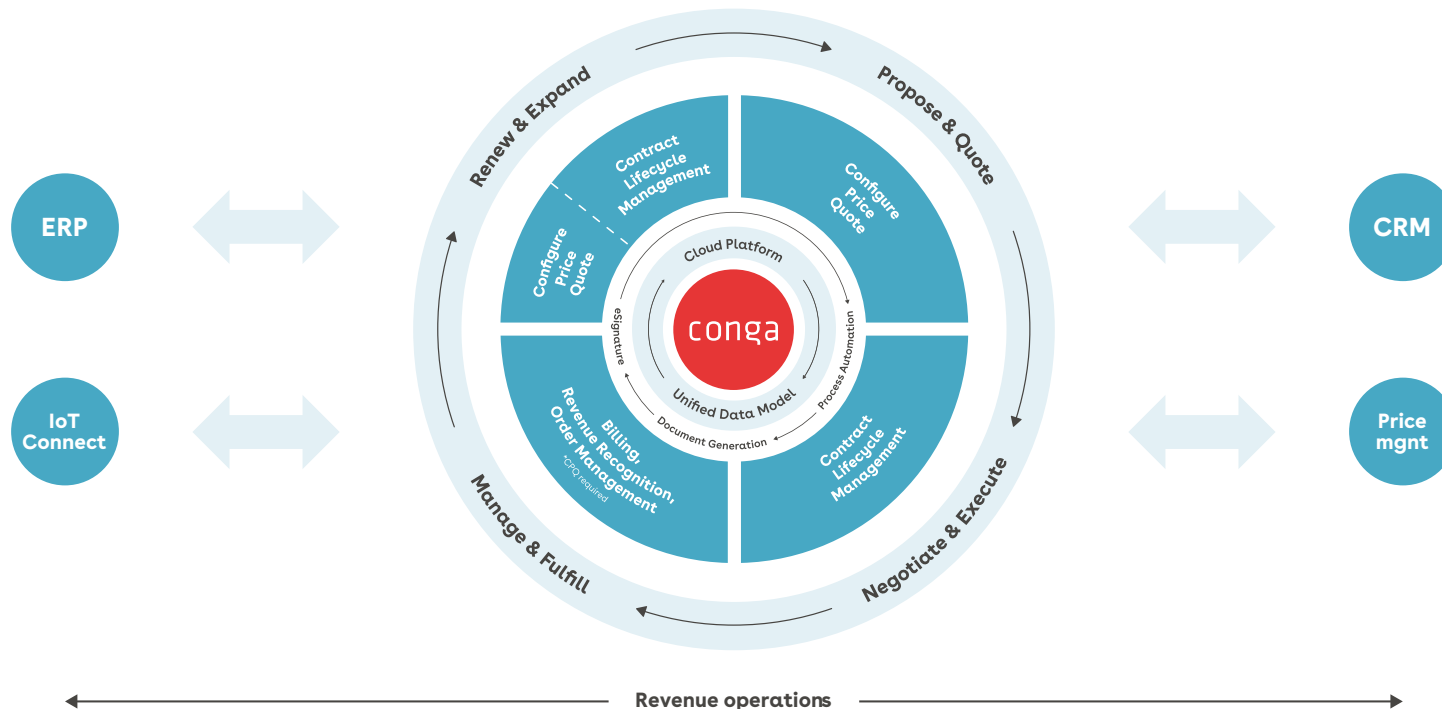 Renew & Expand
Propose & Quote
Contract
Lifecycle
Management
Configure
Price
Quote
Configure
Price
Quote
ERP
CRM
Cloud Platform
conga
Unified Data Model
eSignature
Process Automation
Document Generation
IoT
Connect
Price
mgnt
Billing,
Revenue Recognition,
Order Management
*CPQ required
Contract
Lifecycle
Management
Manage & Fulfill
Negotiate & Execute
Revenue operations